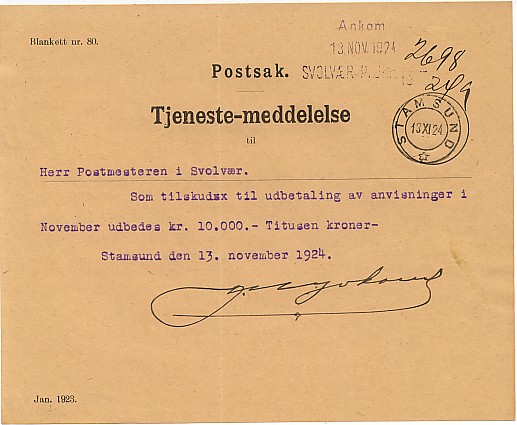 Blankett nr. 80.
Ankom
13.NOV.1924
SVOLVÆR
2698
Postsak.
STAMSUND
13 XI 24
Tjeneste-meddelelse
til
Herr Postmesteren i Svolvær.
Som tilskudsx til udbetaling av anvisninger i
November udbedes kr. 10.000.- Titusen kroner-
Stamsund den 13. november 1924.
Jan. 1923.